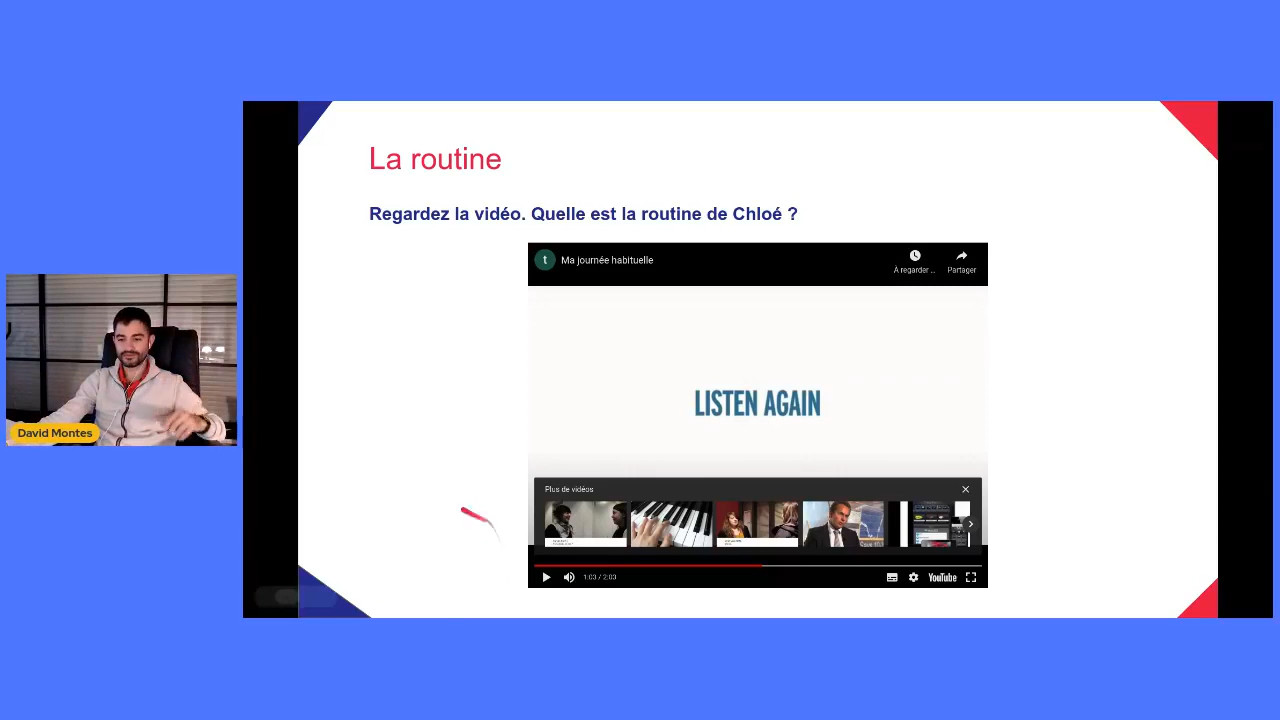 La routine
Regardez la vidéo. Quelle est la routine de Chloé ?
t Ma journée habituelle
À regarder ...
Partager
LISTEN AGAIN
Plus de vidéos
1:03 / 2:03
YouTube
David Montes